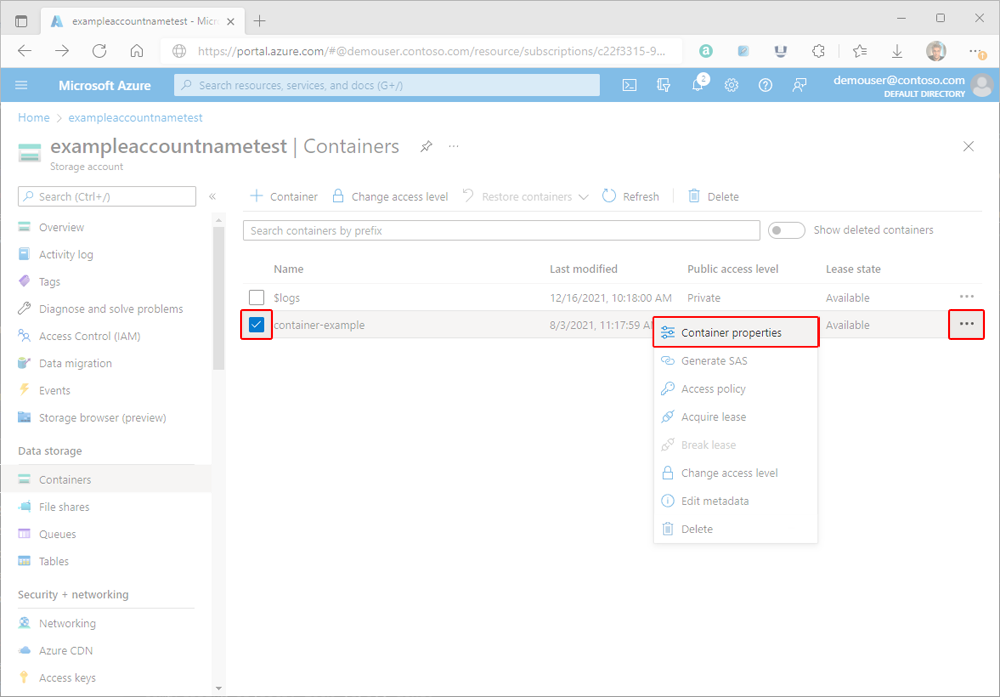 exampleaccountnametest - Micr
https://portal.azure.com/#@demouser.contoso.com/resource/subscriptions/c22f3315-9...
Microsoft Azure
Search resources, services, and docs (G+/)
2
demouser@contoso.com
DEFAULT DIRECTORY
Home > exampleaccountnametest
exampleaccountnametest | Containers
Storage account
Search (Ctrl+/)
Container
Change access level
Restore containers
Refresh
Delete
Search containers by prefix
Show deleted containers
Name Last modified Public access level Lease state
$logs 12/16/2021, 10:18:00 AM Private Available
container-example 8/3/2021, 11:17:59 AM Available
Container properties
Generate SAS
Access policy
Acquire lease
Break lease
Change access level
Edit metadata
Delete
Overview
Activity log
Tags
Diagnose and solve problems
Access Control (IAM)
Data migration
Events
Storage browser (preview)
Data storage
Containers
File shares
Queues
Tables
Security + networking
Networking
Azure CDN
Access keys